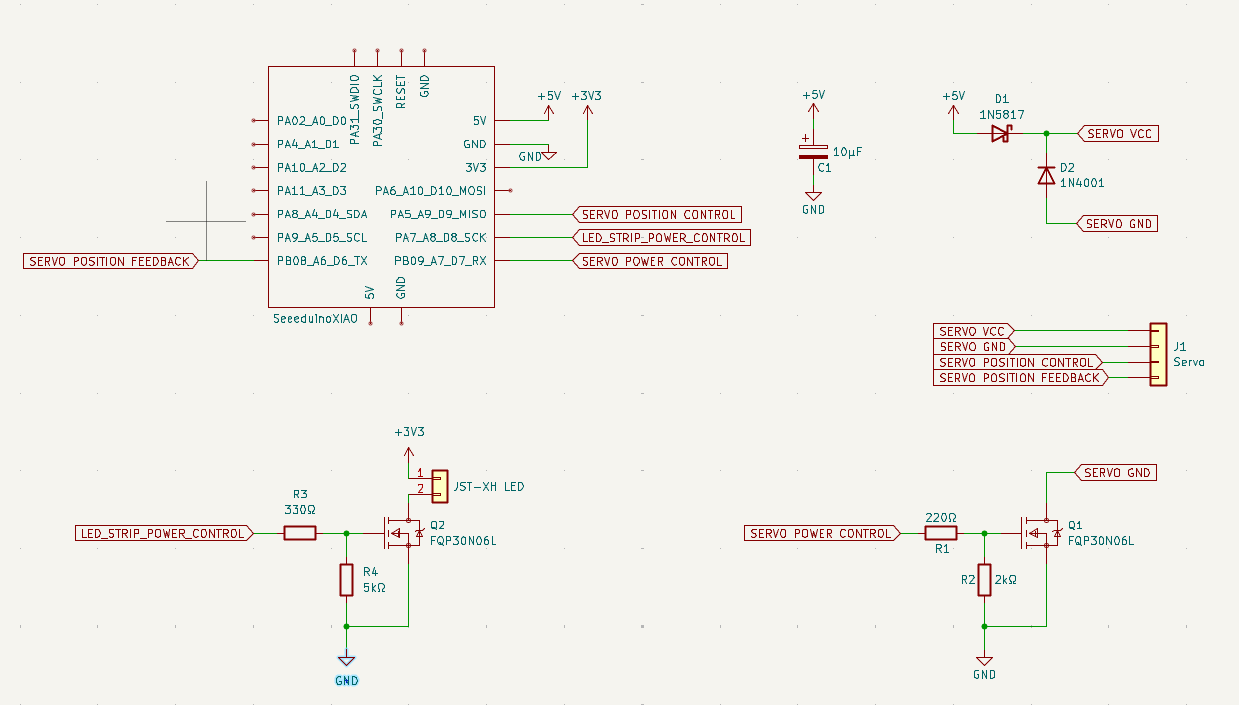 PA31_SWDIO
PA30_SWCLK
RESET
GND
PA02_A0_D0
PA4_A1_D1
PA10_A2_D2
PA11_A3_D3
PA8_A4_D4_SDA
PA9_A5_D5_SCL
PB08_A6_D6_TX
5V
GND
3V3
PA6_A10_D10_MOSI
PA5_A9_D9_MISO
PA7_A8_D8_SCK
PB09_A7_D7_RX
5V
GND
SeeeduinoXIAO
+5V
+3V3
GND
SERVO POSITION FEEDBACK
SERVO POSITION CONTROL
LED_STRIP_POWER_CONTROL
SERVO POWER CONTROL
+5V
+
10µF
C1
GND
+5V
D1
1N5817
SERVO VCC
D2
1N4001
SERVO GND
SERVO VCC
SERVO GND
SERVO POSITION CONTROL
SERVO POSITION FEEDBACK
J1
Servo
+3V3
1
2
JST-XH LED
R3
330Ω
LED_STRIP_POWER_CONTROL
Q2
FQP30N06L
R4
5kΩ
GND
SERVO GND
220Ω
R1
SERVO POWER CONTROL
Q1
FQP30N06L
R2
2kΩ
GND